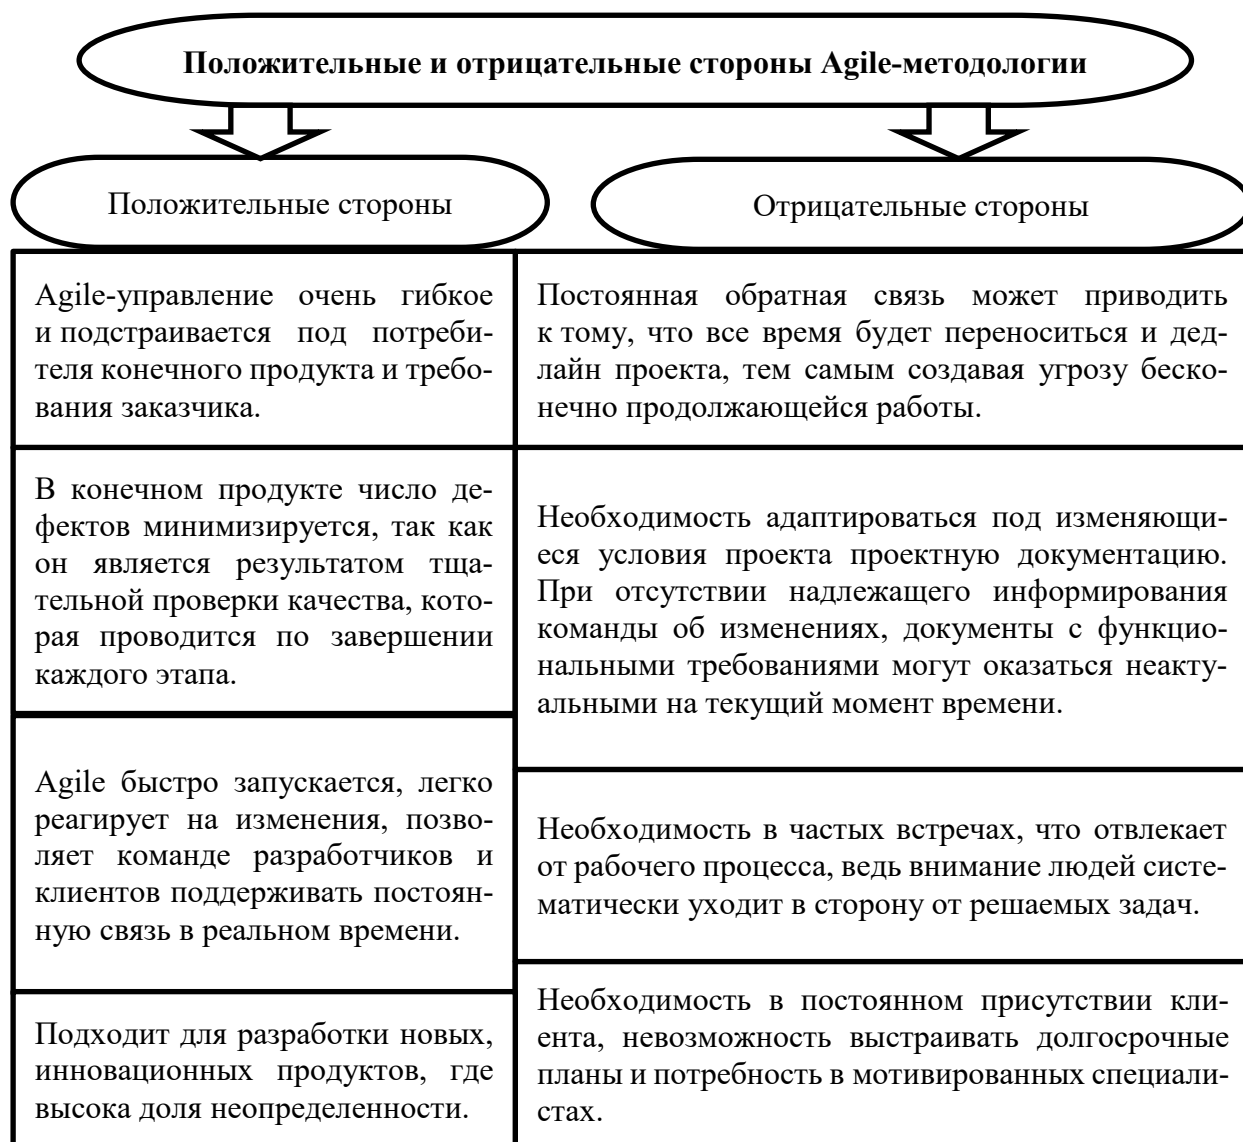 Положительные и отрицательные стороны Agile-методологии
Положительные стороны
Отрицательные стороны
Agile-управление очень гибкое
и подстраивается под потреби-
теля конечного продукта и требо-
вания заказчика.
Постоянная обратная связь может приводить
к тому, что все время будет переноситься и дед-
лайн проекта, тем самым создавая угрозу беско-
нечно продолжающейся работы.
В конечном продукте число де-
фектов минимизируется, так как
он является результатом тща-
тельной проверки качества, кото-
рая проводится по завершении
каждого этапа.
Необходимость адаптироваться под изменяющи-
еся условия проекта проектную документацию.
При отсутствии надлежащего информирования
команды об изменениях, документы с функцио-
нальными требованиями могут оказаться неакту-
альными на текущий момент времени.
Agile быстро запускается, легко
реагирует на изменения, позво-
ляет команде разработчиков и
клиентов поддерживать постоян-
ную связь в реальном времени.
Необходимость в частых встречах, что отвлекает
от рабочего процесса, ведь внимание людей систе-
матически уходит в сторону от решаемых задач.
Подходит для разработки новых,
инновационных продуктов, где
высока доля неопределенности.
Необходимость в постоянном присутствии кли-
ента, невозможность выстраивать долгосрочные
планы и потребность в мотивированных специали-
стах.